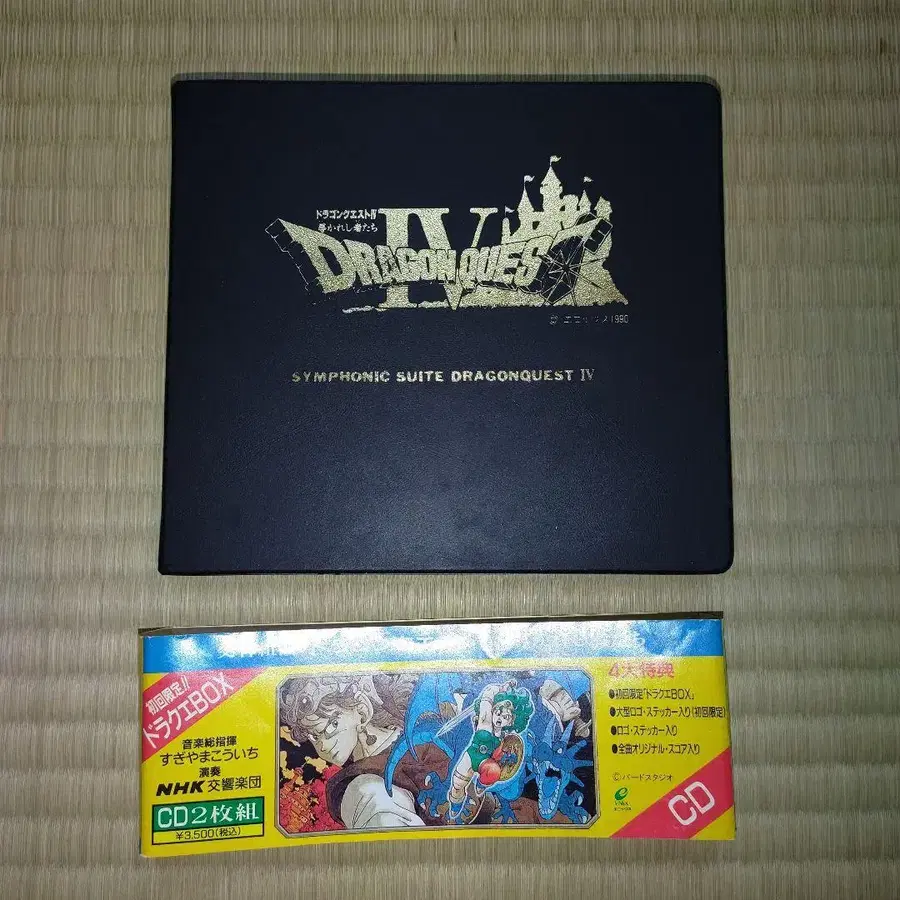 ドラゴンクエストIV
導かれし者たち
DRAGONQUEST
IV
© エニックス1990
SYMPHONIC SUITE DRAGONQUEST IV
初回限定!!
ドラクエBOX
音楽総指揮
すぎやまこういち
演奏
NHK交響楽団
CD2枚組
¥3,500(税込)
4大特典
●初回限定「ドラクエBOX」
●大型ロゴ・ステッカー入り(初回限定)
●ロゴ・ステッカー入り
●全曲オリジナル・スコア入り
©バードスタジオ
CD